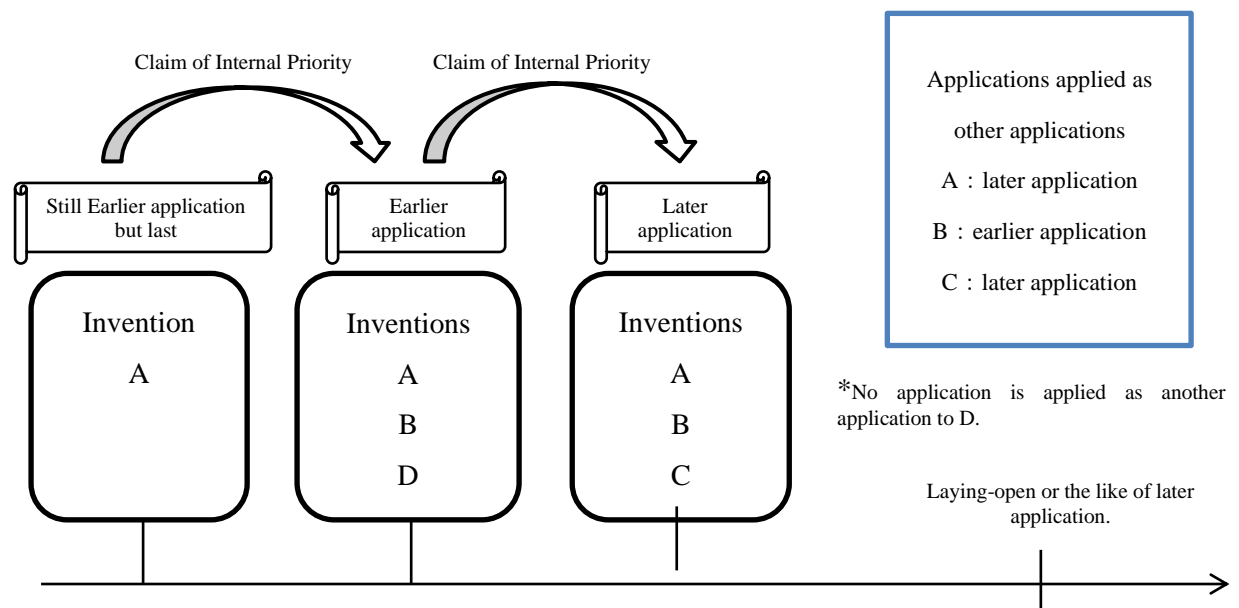 Claim of Internal Priority
Claim of Internal Priority
Still Earlier application
but last
Earlier
application
Later
application
Invention
A
Inventions
A
B
D
Inventions
A
B
C
Applications applied as
other applications
A : later application
B : earlier application
C : later application
*No application is applied as another
application to D.
Laying-open or the like of later
application.